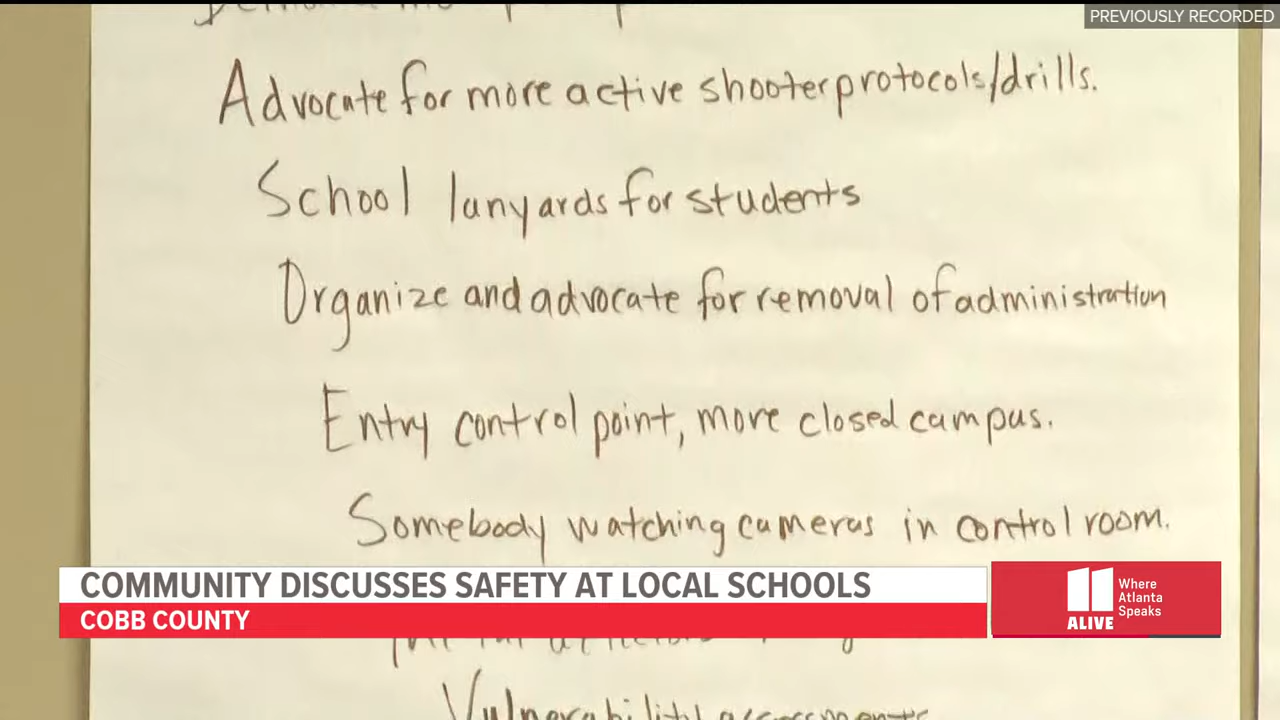 PREVIOUSLY RECORDED
Advocate for more active shooter protocols/drills.
School lanyards for students
Organize and advocate for removal of administration
Entry control point, more closed campus.
Somebody watching cameras in control room.
COMMUNITY DISCUSSES SAFETY AT LOCAL SCHOOLS
COBB COUNTY
11 ALIVE
Where
Atlanta
Speaks
Vulnerability assessments